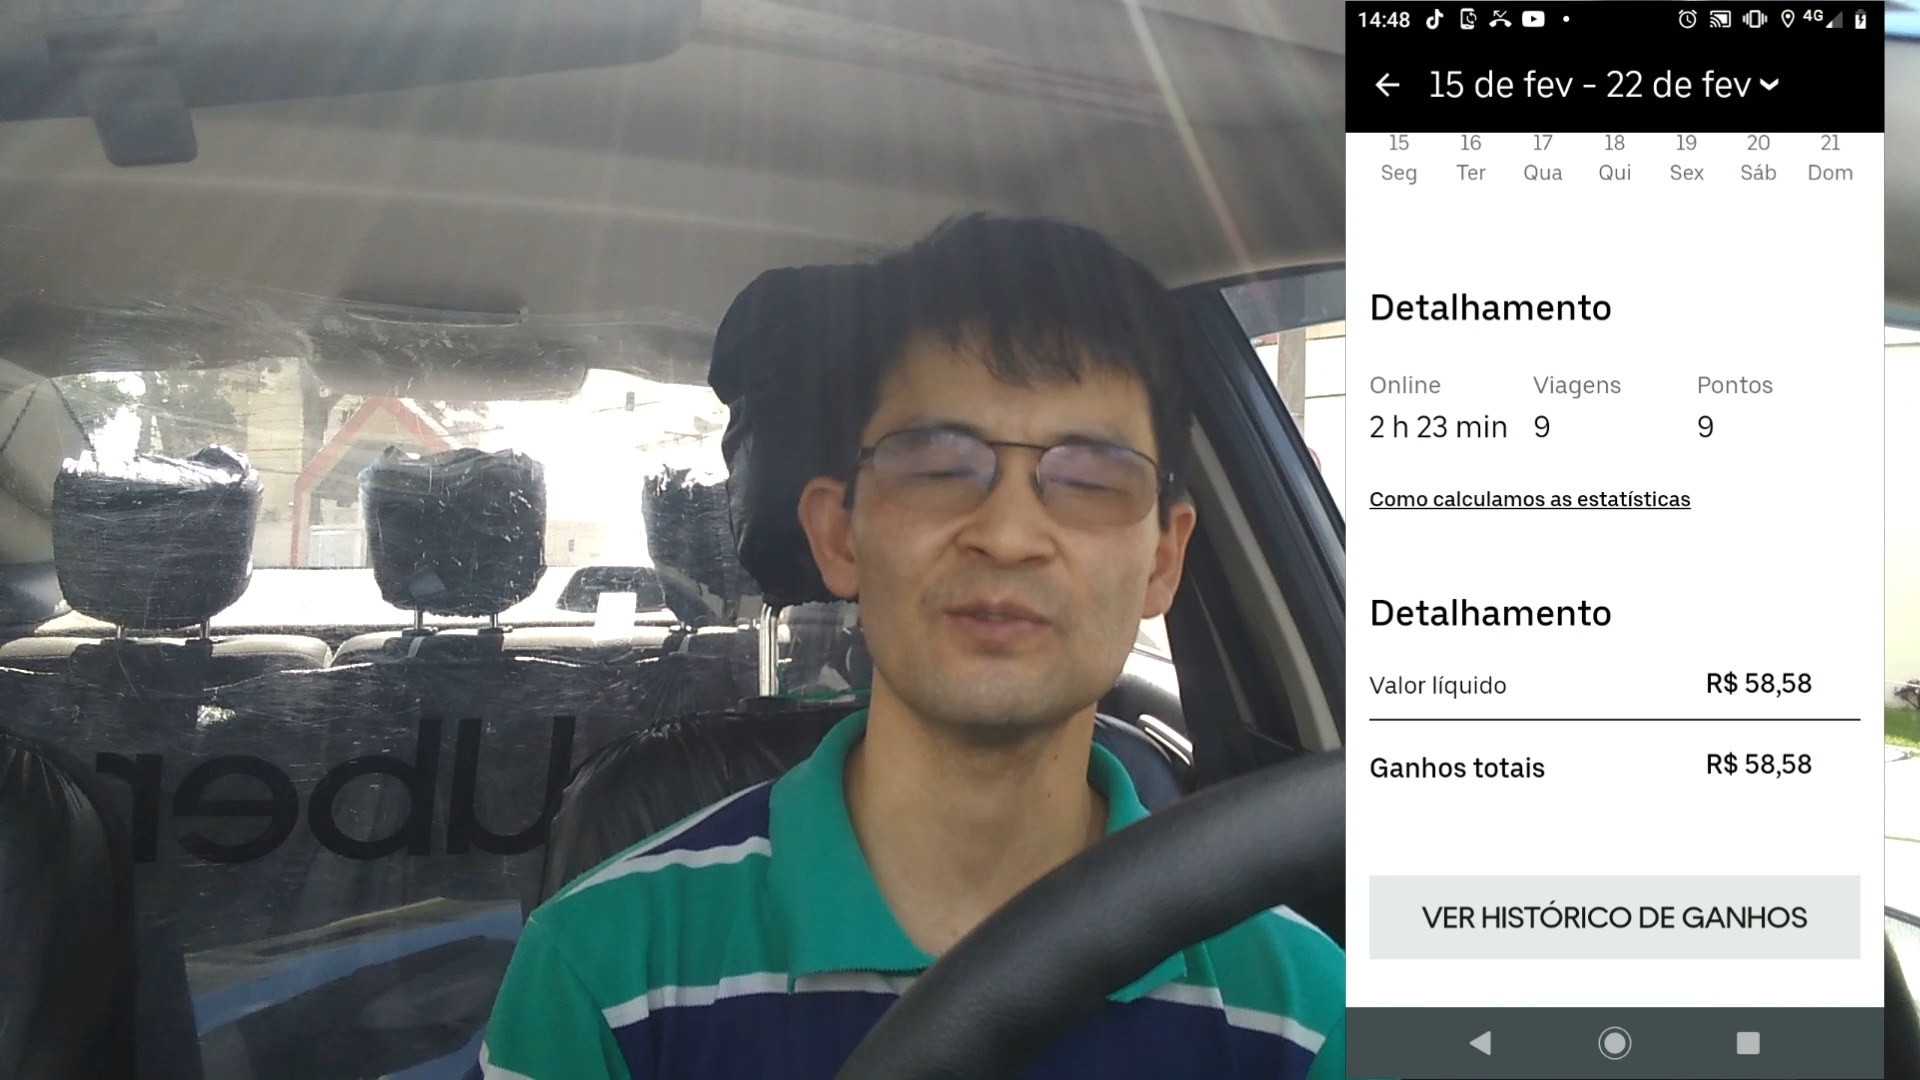 Uber
14:48 4G
15 de fev - 22 de fev
15 16 17 18 19 20 21
Seg Ter Qua Qui Sex Sáb Dom
Detalhamento
Online Viagens Pontos
2 h 23 min 9 9
Como calculamos as estatísticas
Detalhamento
Valor líquido R$ 58,58
Ganhos totais R$ 58,58
VER HISTÓRICO DE GANHOS